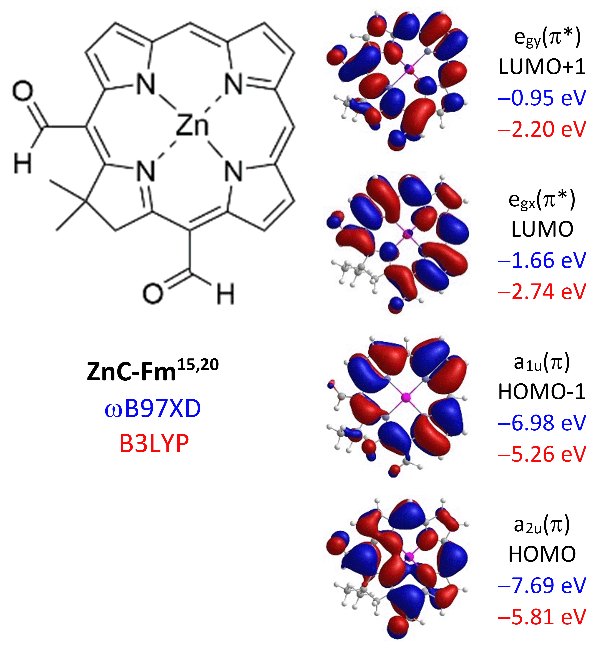 N
N
Zn
N
N
O
H
O
H
ZnC-Fm15,20
ωB97XD
B3LYP
egy(π*)
LUMO+1
−0.95 eV
−2.20 eV
egx(π*)
LUMO
−1.66 eV
−2.74 eV
a1u(π)
HOMO-1
−6.98 eV
−5.26 eV
a2u(π)
HOMO
−7.69 eV
−5.81 eV